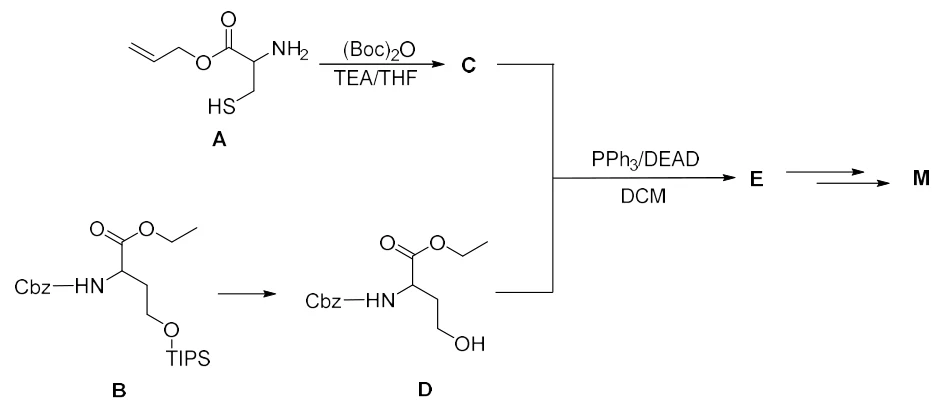 O
O
NH₂
HS
A
(Boc)₂O
TEA/THF
C
PPh₃/DEAD
DCM
E
M
O
O
Cbz
HN
O
TIPS
B
O
O
Cbz
HN
OH
D